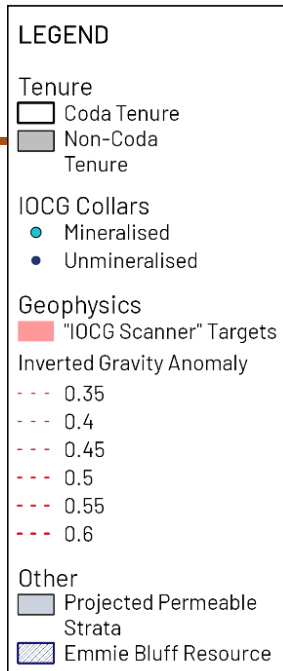 LEGEND
Tenure
Coda Tenure
Non-Coda
Tenure
IOCG Collars
Mineralised
Unmineralised
Geophysics
"IOCG Scanner" Targets
Inverted Gravity Anomaly
0.35
0.4
0.45
0.5
0.55
0.6
Other
Projected Permeable
Strata
Emmie Bluff Resource